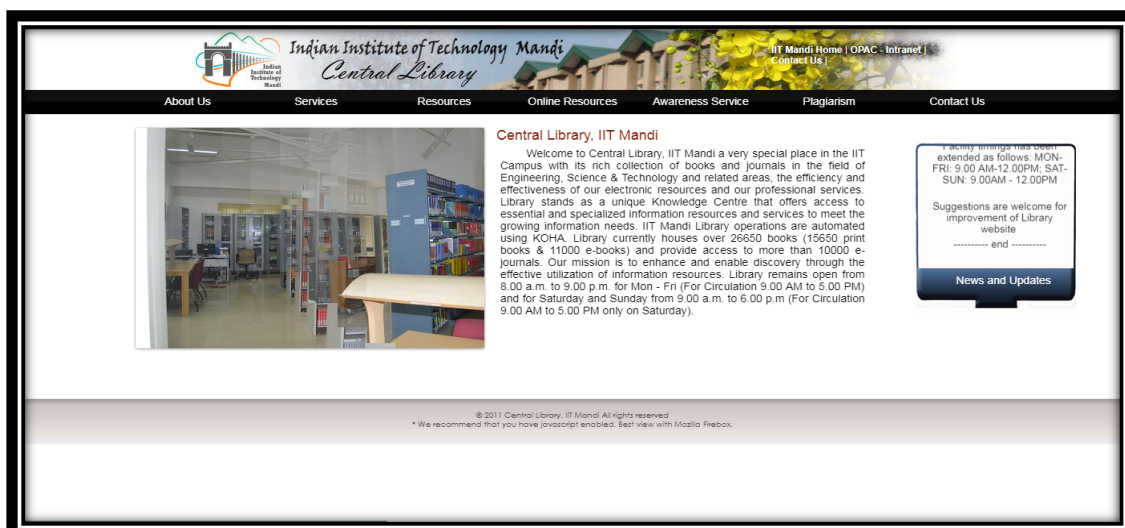 Indian
Institute of
Technology
Mandi
Indian Institute of Technology Mandi
Central Library
IIT Mandi Home | OPAC - Intranet |
Contact Us |
About Us Services Resources Online Resources Awareness Service Plagiarism Contact Us
Central Library, IIT Mandi
Welcome to Central Library, IIT Mandi a very special place in the IIT
Campus with its rich collection of books and journals in the field of
Engineering, Science & Technology and related areas, the efficiency and
effectiveness of our electronic resources and our professional services.
Library stands as a unique Knowledge Centre that offers access to
essential and specialized information resources and services to meet the
growing information needs. IIT Mandi Library operations are automated
using KOHA. Library currently houses over 26650 books (15650 print
books & 11000 e-books) and provide access to more than 10000 e-
journals. Our mission is to enhance and enable discovery through the
effective utilization of information resources. Library remains open from
8.00 a.m. to 9.00 p.m. for Mon - Fri (For Circulation 9.00 AM to 5.00 PM)
and for Saturday and Sunday from 9.00 a.m. to 6.00 p.m (For Circulation
9.00 AM to 5.00 PM only on Saturday).
Facility timings has been
extended as follows: MON-
FRI: 9.00 AM-12.00PM; SAT-
SUN: 9.00AM - 12.00PM
Suggestions are welcome for
improvement of Library
website
---------- end ----------
News and Updates
© 2011 Central Library, IIT Mandi All rights reserved
* We recommend that you have javascript enabled. Best view with Mozilla Firebox.